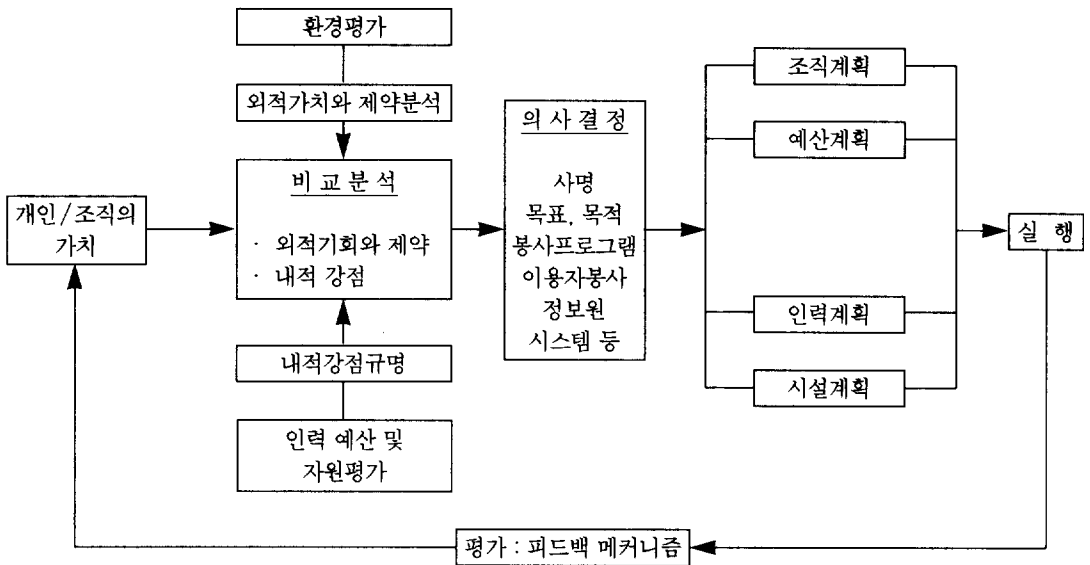 환경평가
외적가치와 제약분석
비 교 분 석
· 외적기회와 제약
· 내적 강점
개인/조직의
가치
내적강점규명
인력 예산 및
자원평가
의 사 결 정
사명
목표, 목적
봉사프로그램
이용자봉사
정보원
시스템 등
조직계획
예산계획
인력계획
시설계획
실 행
평가 : 피드백 메커니즘